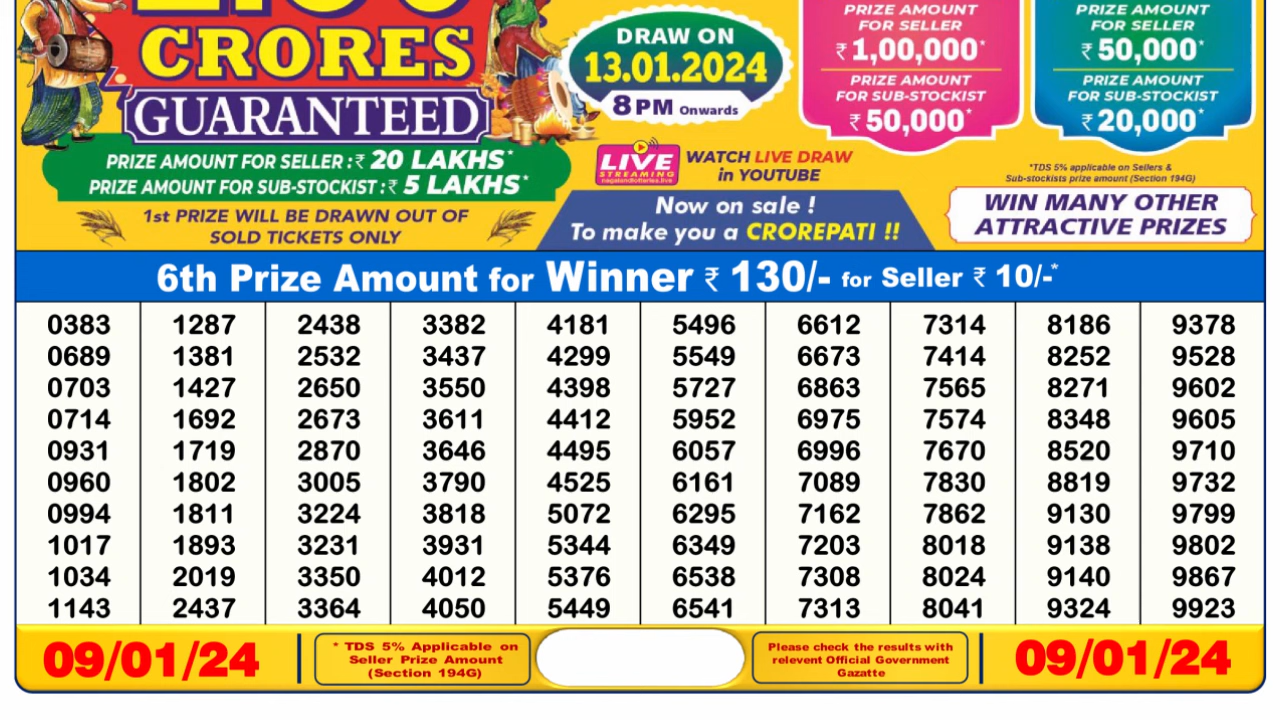 CRORES
GUARANTEED
PRIZE AMOUNT FOR SELLER : ₹ 20 LAKHS*
PRIZE AMOUNT FOR SUB-STOCKIST : ₹ 5 LAKHS*
1st PRIZE WILL BE DRAWN OUT OF
SOLD TICKETS ONLY
DRAW ON
13.01.2024
8 PM Onwards
LIVE
STREAMING
nagalandlotteries.live
WATCH LIVE DRAW
in YOUTUBE
Now on sale !
To make you a CROREPATI !!
PRIZE AMOUNT
FOR SELLER
₹ 1,00,000*
PRIZE AMOUNT
FOR SUB-STOCKIST
₹ 50,000*
PRIZE AMOUNT
FOR SELLER
₹ 50,000*
PRIZE AMOUNT
FOR SUB-STOCKIST
₹ 20,000*
*TDS 5% applicable on Sellers &
Sub-stockists prize amount (Section 194G)
WIN MANY OTHER
ATTRACTIVE PRIZES
6th Prize Amount for Winner ₹ 130/- for Seller ₹ 10/-*
0383 1287 2438 3382 4181 5496 6612 7314 8186 9378
0689 1381 2532 3437 4299 5549 6673 7414 8252 9528
0703 1427 2650 3550 4398 5727 6863 7565 8271 9602
0714 1692 2673 3611 4412 5952 6975 7574 8348 9605
0931 1719 2870 3646 4495 6057 6996 7670 8520 9710
0960 1802 3005 3790 4525 6161 7089 7830 8819 9732
0994 1811 3224 3818 5072 6295 7162 7862 9130 9799
1017 1893 3231 3931 5344 6349 7203 8018 9138 9802
1034 2019 3350 4012 5376 6538 7308 8024 9140 9867
1143 2437 3364 4050 5449 6541 7313 8041 9324 9923
09/01/24
* TDS 5% Applicable on
Seller Prize Amount
(Section 194G)
Please check the results with
relevent Official Government
Gazatte
09/01/24